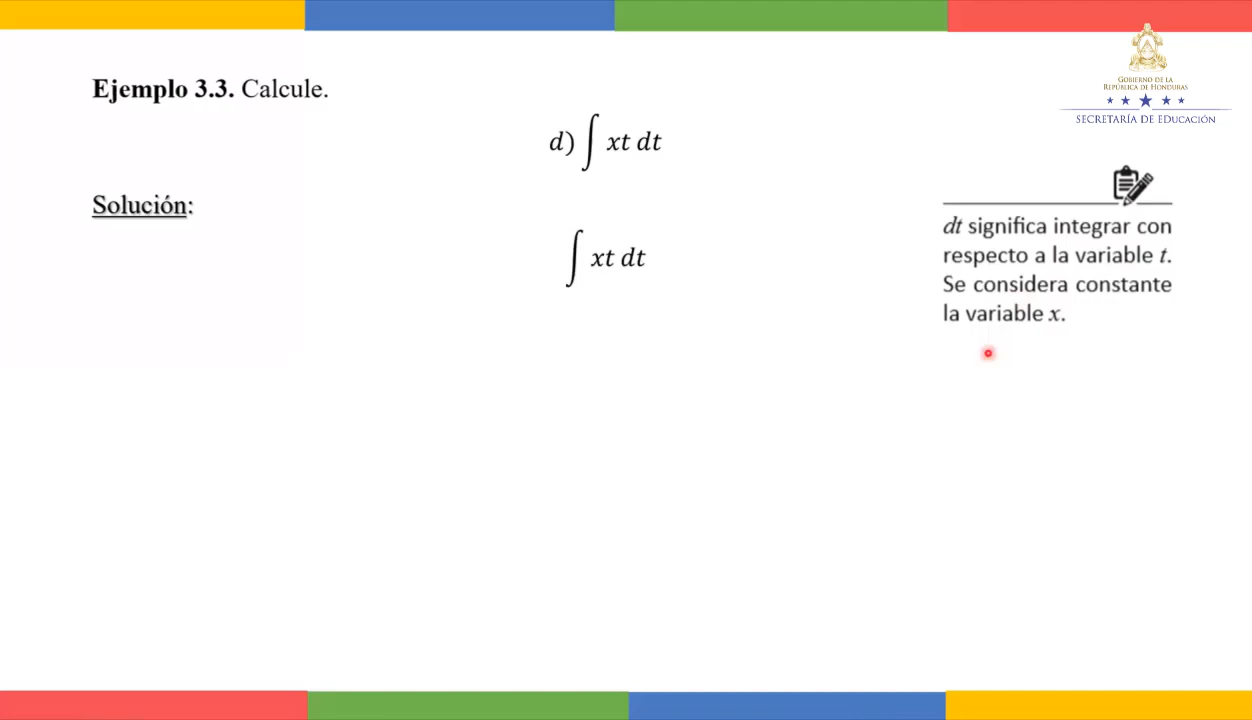 GOBIERNO DE LA
REPÚBLICA DE HONDURAS
SECRETARÍA DE EDUCACIÓN
Ejemplo 3.3. Calcule.
d) ∫ xt dt
Solución:
∫ xt dt
dt significa integrar con
respecto a la variable t.
Se considera constante
la variable x.